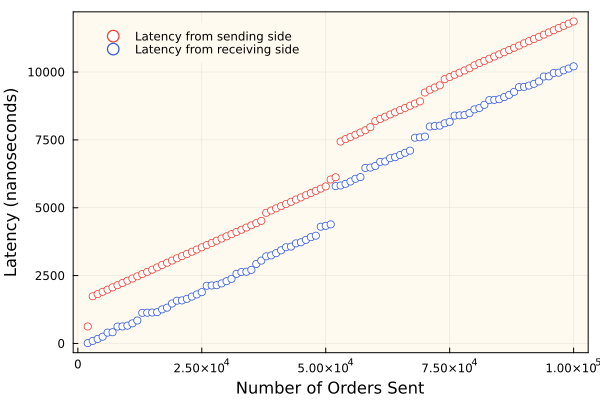 Latency from sending side
Latency from receiving side
Latency (nanoseconds)
10000
7500
5000
2500
0
0 2.50×10⁴ 5.00×10⁴ 7.50×10⁴ 1.00×10⁵
Number of Orders Sent